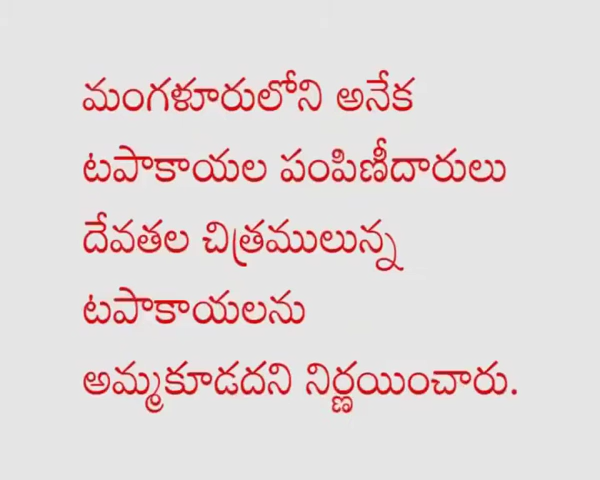 మంగళూరులోని అనేక
టపాకాయల పంపిణీదారులు
దేవతల చిత్రములున్న
టపాకాయలను
అమ్మకూడదని నిర్ణయించారు.